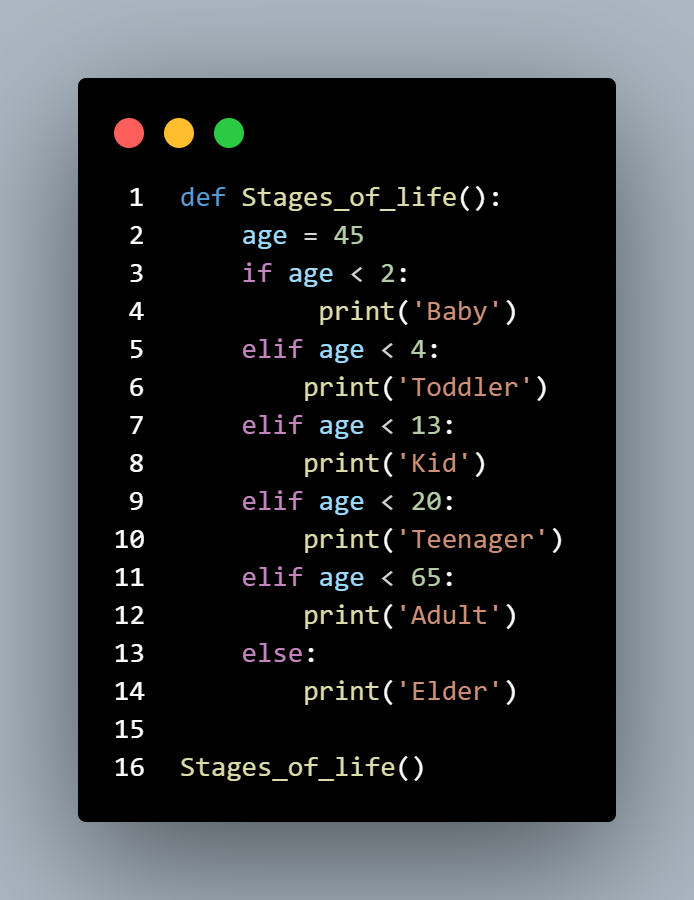 1 def Stages_of_life():
2     age = 45
3     if age < 2:
4          print('Baby')
5     elif age < 4:
6         print('Toddler')
7     elif age < 13:
8         print('Kid')
9     elif age < 20:
10         print('Teenager')
11     elif age < 65:
12         print('Adult')
13     else:
14         print('Elder')
15
16 Stages_of_life()